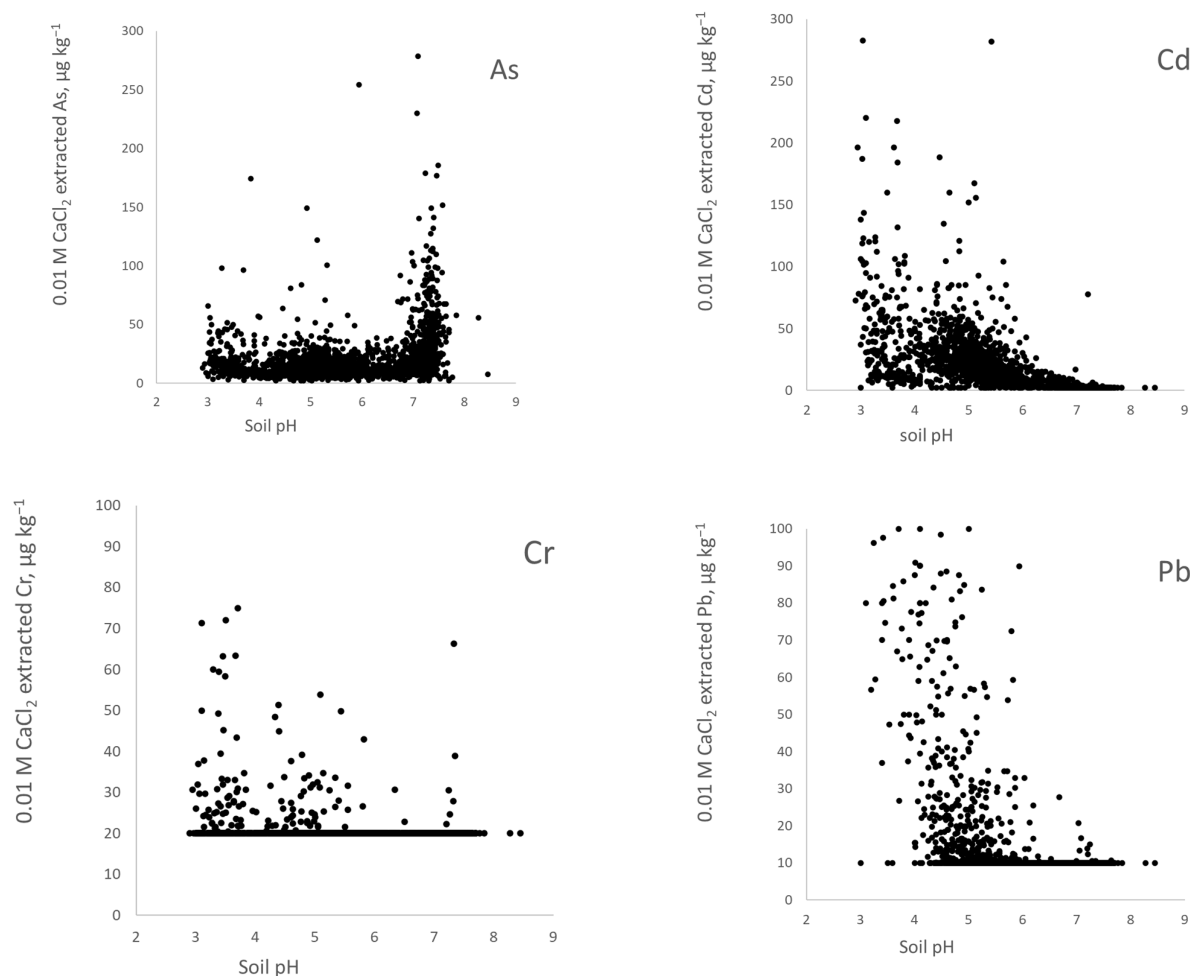 0.01 M CaCl₂ extracted As, µg kg⁻¹
300
250
200
150
100
50
0
As
2 3 4 5 6 7 8 9
Soil pH
0.01 M CaCl₂ extracted Cd, µg kg⁻¹
300
250
200
150
100
50
0
Cd
2 3 4 5 6 7 8 9
soil pH
0.01 M CaCl₂ extracted Cr, µg kg⁻¹
100
90
80
70
60
50
40
30
20
10
0
Cr
2 3 4 5 6 7 8 9
Soil pH
0.01 M CaCl₂ extracted Pb, µg kg⁻¹
100
90
80
70
60
50
40
30
20
10
0
Pb
2 3 4 5 6 7 8 9
Soil pH